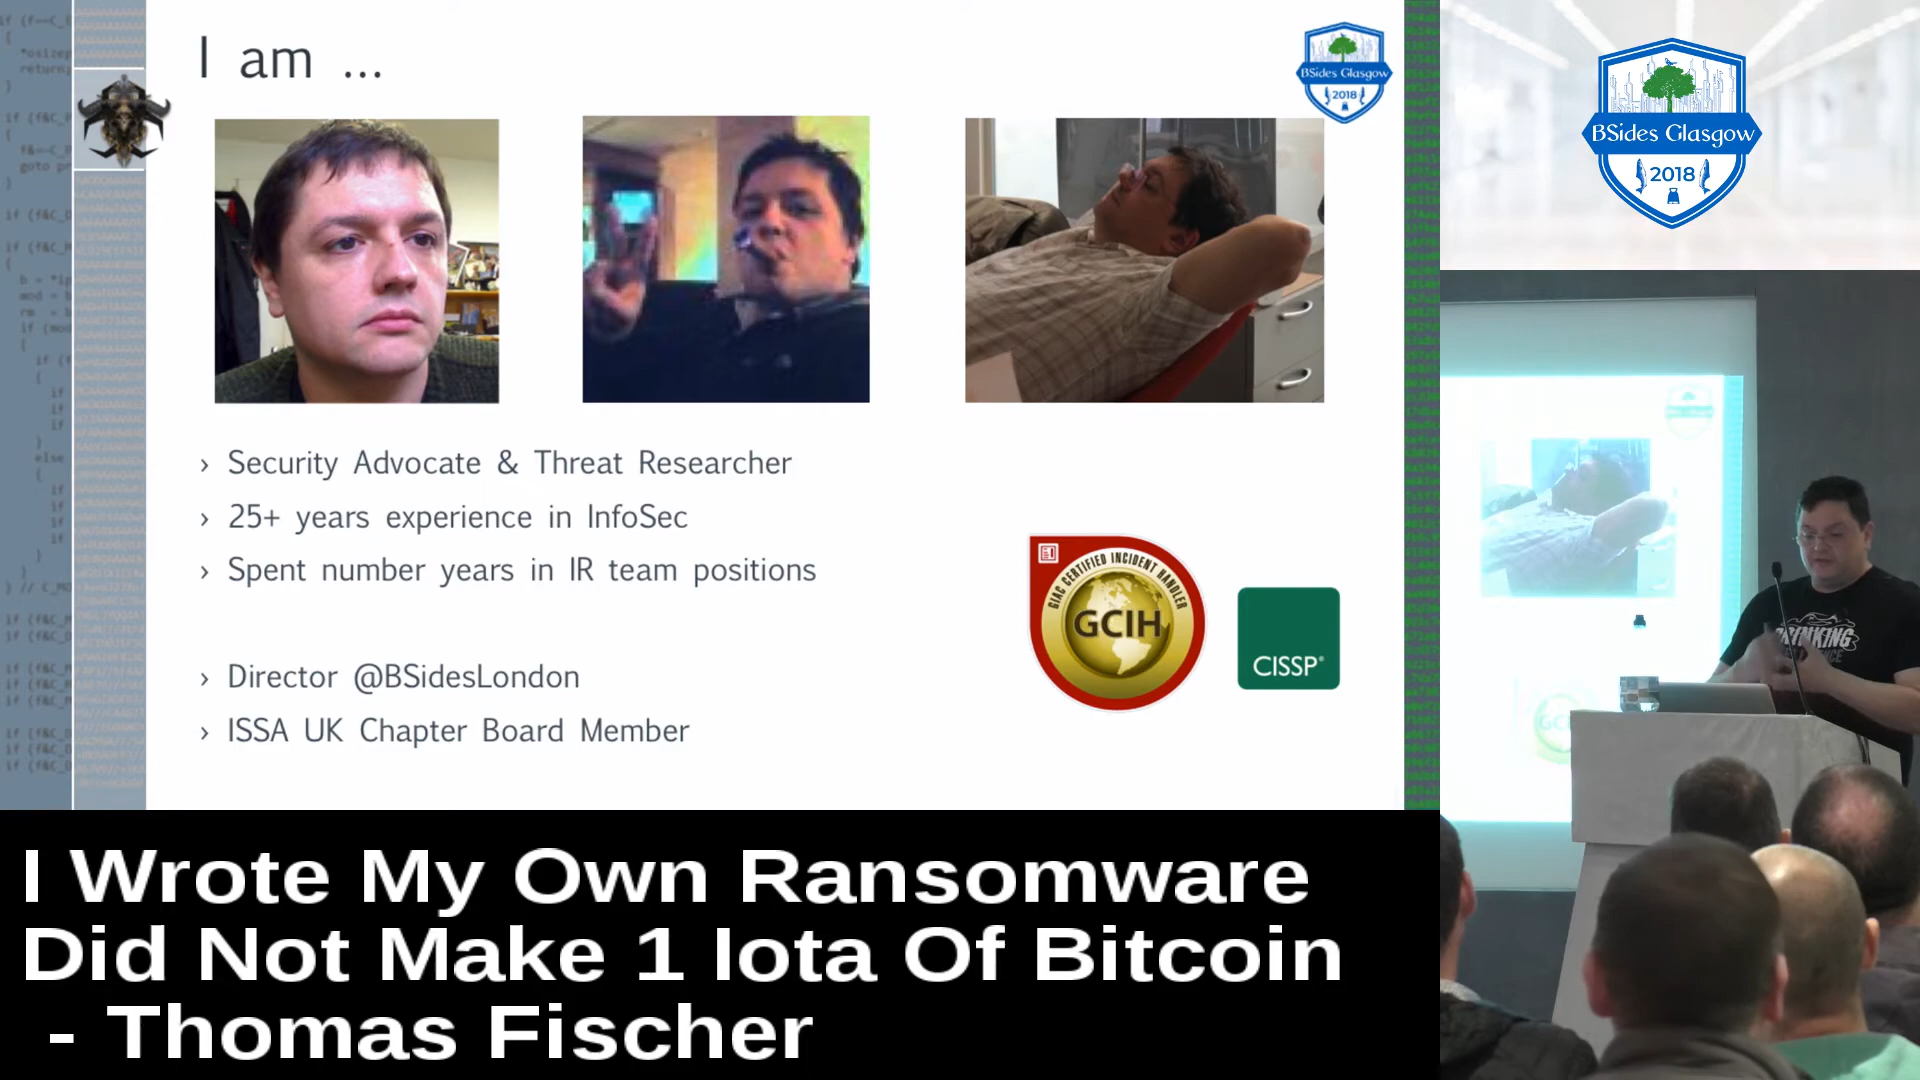 I am ...
BSides Glasgow
2018
BSides Glasgow
2018
› Security Advocate & Threat Researcher
› 25+ years experience in InfoSec
› Spent number years in IR team positions
GIAC CERTIFIED INCIDENT HANDLER
GCIH
CISSP®
› Director @BSidesLondon
› ISSA UK Chapter Board Member
DRINKING
I Wrote My Own Ransomware
Did Not Make 1 Iota Of Bitcoin
- Thomas Fischer